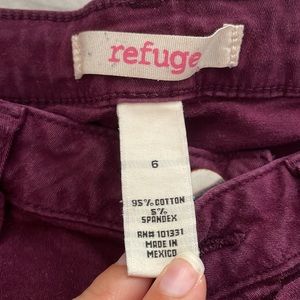 refuge
6
95% COTTON
5%
SPANDEX
RN# 101331
MADE IN
MEXICO